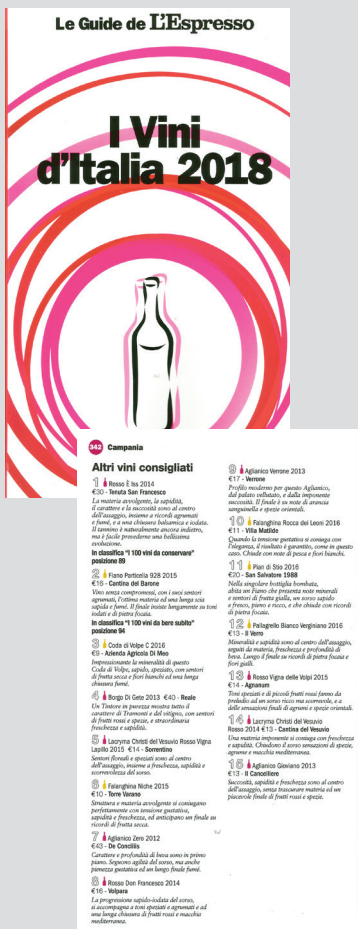 Le Guide de L'Espresso
I Vini
d'Italia 2018
342 Campania
Altri vini consigliati
1 Rosso È Iss 2014
€30 - Tenuta San Francesco
La materia avvolgente, la sapidità,
il carattere e la succosità sono al centro
dell'assaggio, insieme a ricordi agrumati
e fumé, e a una chiusura balsamica e iodata.
Il tannino è naturalmente ancora indietro,
ma è facile prevederne una bellissima
evoluzione.
In classifica "I 100 vini da conservare"
posizione 89
2 Fiano Particella 928 2015
€16 - Cantina del Barone
Vino senza compromessi, con i suoi sentori
agrumati, l'ottima materia ed una lunga scia
sapida e fumé. Il finale insiste lungamente su toni
iodati e di pietra focaia.
In classifica "I 100 vini da bere subito"
posizione 94
3 Coda di Volpe C 2016
€9 - Azienda Agricola Di Meo
Impressionante la mineralità di questo
Coda di Volpe, sapido, speziato, con sentori
di frutta secca e fiori bianchi ed una lunga
chiusura fumé.
4 Borgo Di Gete 2013 €40 - Reale
Un Tintore in purezza mostra tutto il
carattere di Tramonti e del vitigno, con sentori
di frutti rossi e spezie, e straordinaria
freschezza e sapidità.
5 Lacryma Christi del Vesuvio Rosso Vigna
Lapillo 2015 €14 - Sorrentino
Sentori floreali e speziati sono al centro
dell'assaggio, insieme a freschezza, sapidità e
scorrevolezza del sorso.
6 Falanghina Niche 2015
€10 - Torre Varano
Struttura e materia avvolgente si coniugano
perfettamente con tensione gustativa,
sapidità e freschezza, ed anticipano un finale su
ricordi di frutta secca.
7 Aglianico Zero 2012
€43 - De Conciliis
Carattere e profondità di beva sono in primo
piano. Seguono agilità del sorso, ma anche
pienezza gustativa ed un lungo finale fumé.
8 Rosso Don Francesco 2014
€16 - Volpara
La progressione sapido-iodata del sorso,
si accompagna a toni speziati e agrumati e ad
una lunga chiusura di frutti rossi e macchia
mediterranea.
9 Aglianico Verrone 2013
€17 - Verrone
Profilo moderno per questo Aglianico,
dal palato vellutato, e dalla imponente
succosità. Il finale è su note di arancia
sanguinella e spezie orientali.
10 Falanghina Rocca dei Leoni 2016
€11 - Villa Matilde
Quando la tensione gustativa si coniuga con
l'eleganza, il risultato è garantito, come in questo
caso. Chiude con note di pesca e fiori bianchi.
11 Pian di Stio 2016
€20 - San Salvatore 1988
Nella singolare bottiglia bombata,
abita un Fiano che presenta note minerali
e sentori di frutta gialla, un sorso sapido
e fresco, pieno e ricco, e che chiude con ricordi
di pietra focaia.
12 Pallagrello Bianco Verginiano 2016
€13 - Il Verro
Mineralità e sapidità sono al centro dell'assaggio,
seguiti da materia, freschezza e profondità di
beva. Lungo il finale su ricordi di pietra focaia e
fiori gialli.
13 Rosso Vigna delle Volpi 2015
€14 - Agnanum
Toni speziati e di piccoli frutti rossi fanno da
preludio ad un sorso ricco ma scorrevole, e a
delle sensazioni finali di agrumi e spezie orientali.
14 Lacryma Christi del Vesuvio
Rosso 2014 €13 - Cantina del Vesuvio
Una materia imponente si coniuga con freschezza
e sapidità. Chiudono il sorso sensazioni di spezie,
agrume e macchia mediterranea.
15 Aglianico Gioviano 2013
€13 - Il Cancelliere
Succosità, sapidità e freschezza sono al centro
dell'assaggio, senza trascurare materia ed un
piacevole finale di frutti rossi e spezie.